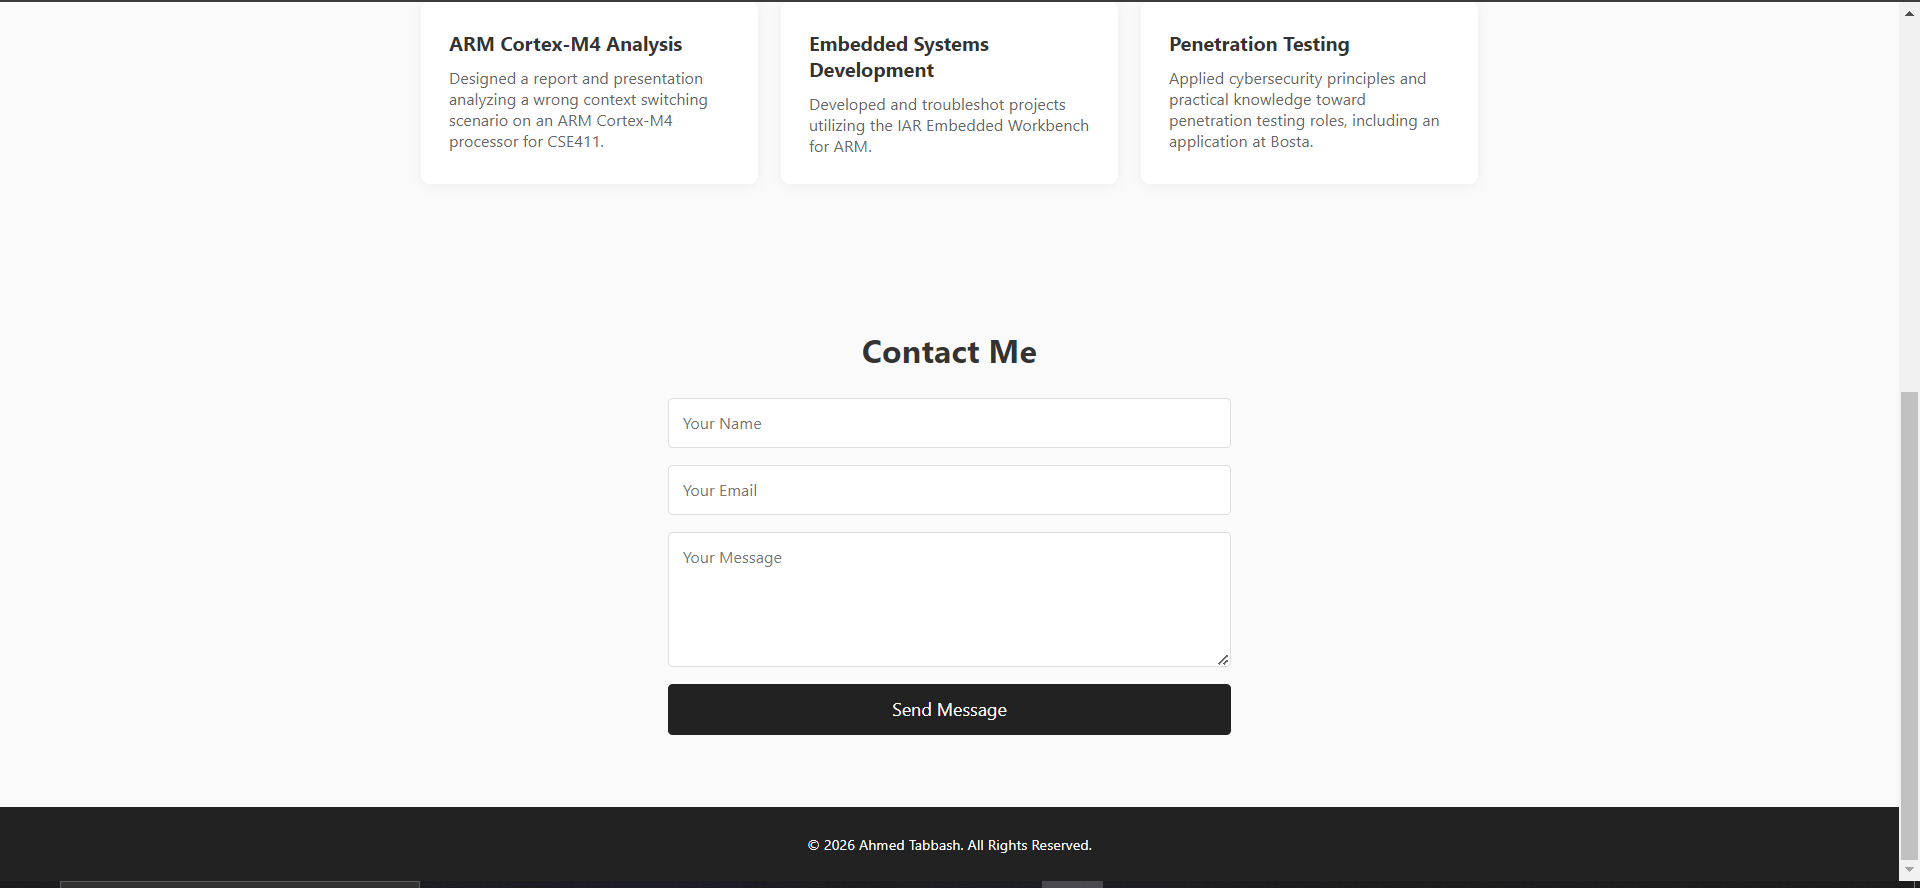 ARM Cortex-M4 Analysis
Designed a report and presentation
analyzing a wrong context switching
scenario on an ARM Cortex-M4
processor for CSE411.
Embedded Systems
Development
Developed and troubleshot projects
utilizing the IAR Embedded Workbench
for ARM.
Penetration Testing
Applied cybersecurity principles and
practical knowledge toward
penetration testing roles, including an
application at Bosta.
Contact Me
Your Name
Your Email
Your Message
Send Message
© 2026 Ahmed Tabbash. All Rights Reserved.